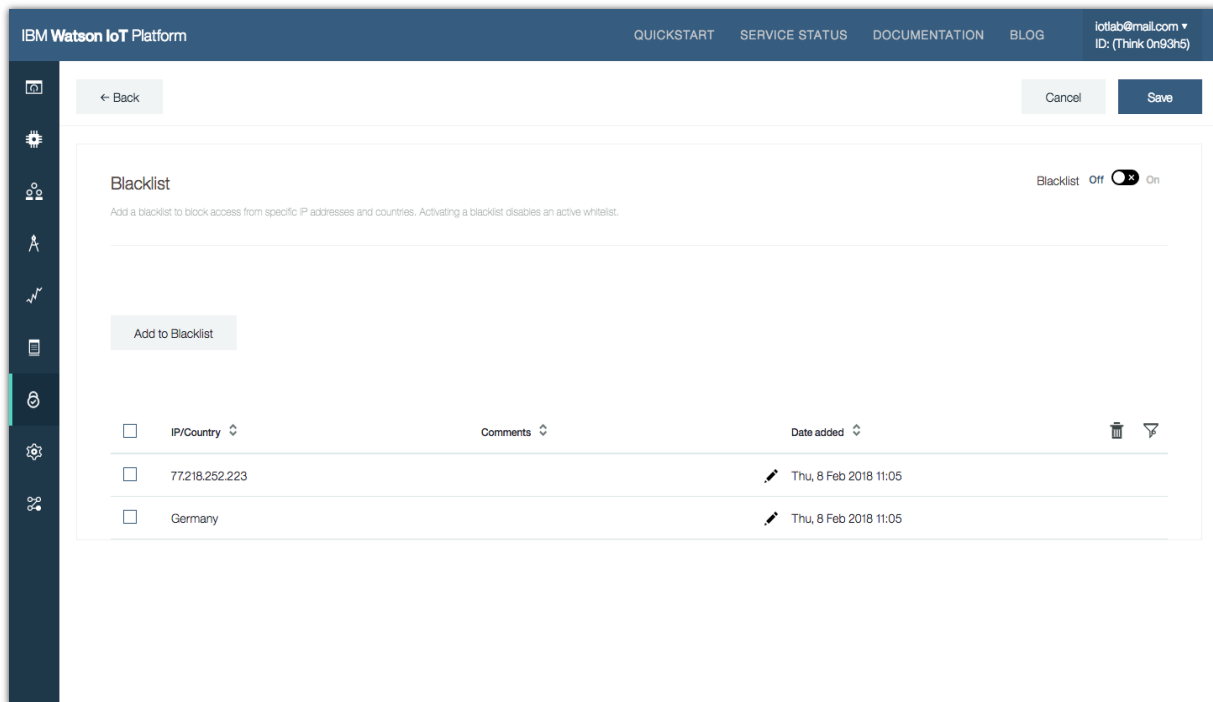 IBM Watson IoT Platform
QUICKSTART SERVICE STATUS DOCUMENTATION BLOG
iotlab@mail.com ▾
ID: (Think 0n93h5)
← Back
Cancel Save
Blacklist
Blacklist Off On
Add a blacklist to block access from specific IP addresses and countries. Activating a blacklist disables an active whitelist.
Add to Blacklist
IP/Country Comments Date added
77.218.252.223 Thu, 8 Feb 2018 11:05
Germany Thu, 8 Feb 2018 11:05